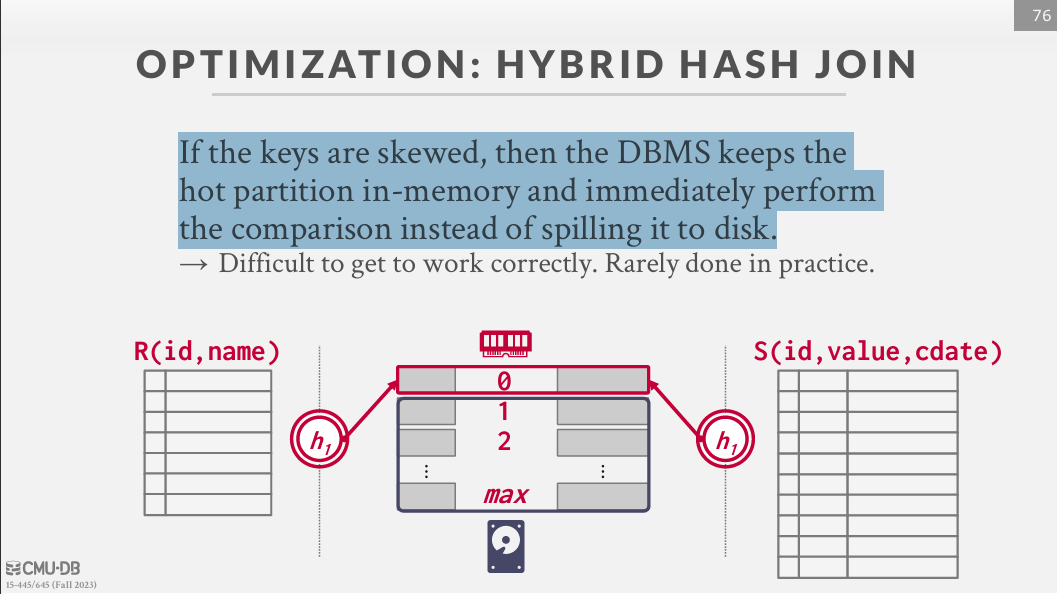 76
OPTIMIZATION: HYBRID HASH JOIN
If the keys are skewed, then the DBMS keeps the
hot partition in-memory and immediately perform
the comparison instead of spilling it to disk.
→ Difficult to get to work correctly. Rarely done in practice.
R(id,name)
S(id,value,cdate)
0
1
2
h1
h1
⋮ ⋮
max
CMU·DB
15-445/645 (Fall 2023)